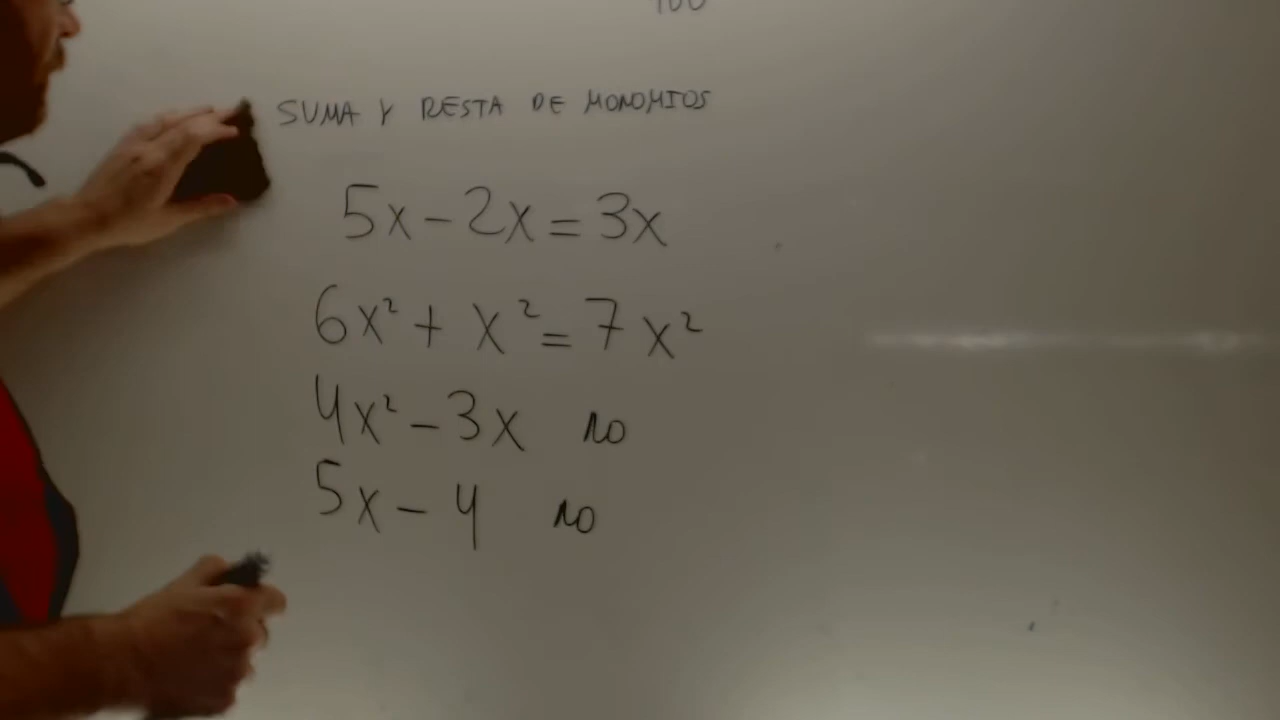 SUMA Y RESTA DE MONOMIOS
5x - 2x = 3x
6x² + x² = 7x²
4x² - 3x no
5x - 4 no